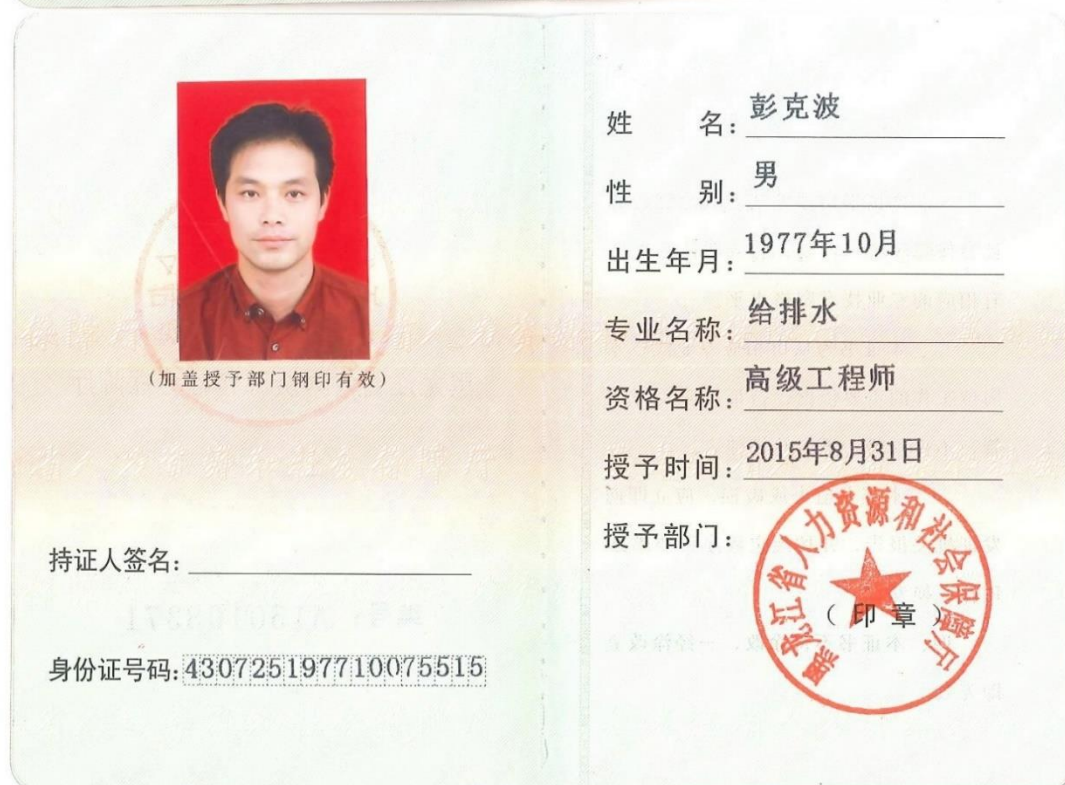 (加盖授予部门钢印有效)
持证人签名:
身份证号码:430725197710075515
姓 名:彭克波
性 别:男
出生年月:1977年10月
专业名称:给排水
资格名称:高级工程师
授予时间:2015年8月31日
授予部门:
黑龙江省人力资源和社会保障厅
(印章)